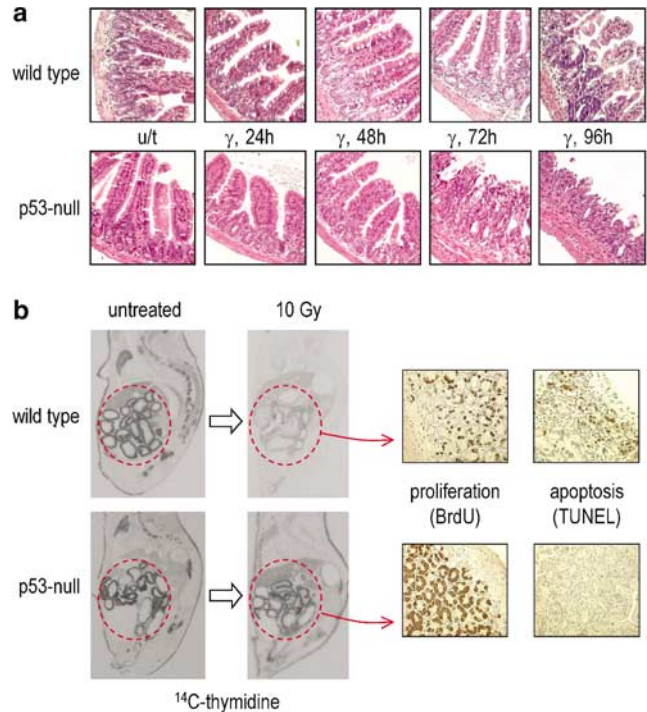 a
wild type
u/t γ, 24h γ, 48h γ, 72h γ, 96h
p53-null
b
untreated 10 Gy
wild type
proliferation apoptosis
(BrdU) (TUNEL)
p53-null
¹⁴C-thymidine